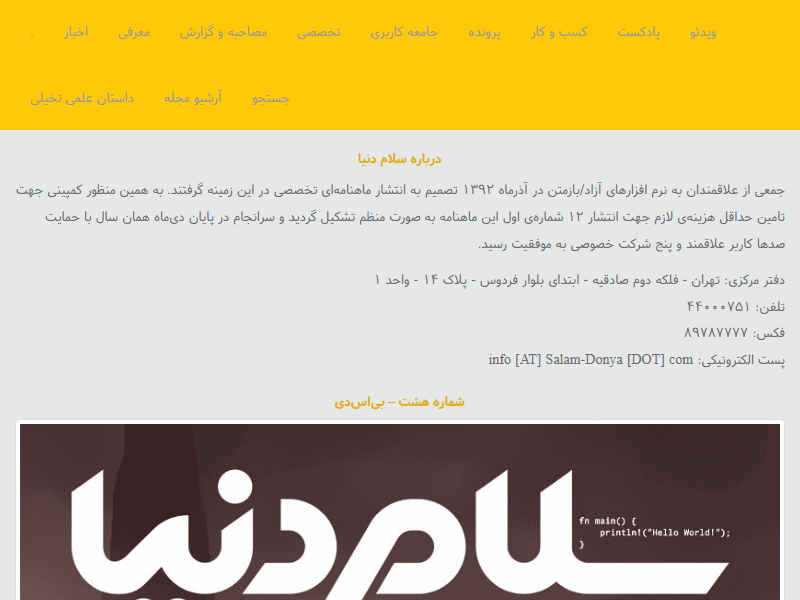 ویدئو پادکست کسب و کار پرونده جامعه کاربری تخصصی مصاحبه و گزارش معرفی اخبار .
جستجو آرشیو مجله داستان علمی تخیلی
درباره سلام دنیا
جمعی از علاقمندان به نرم افزارهای آزاد/بازمتن در آذرماه ۱۳۹۲ تصمیم به انتشار ماهنامه‌ای تخصصی در این زمینه گرفتند. به همین منظور کمپینی جهت
تامین حداقل هزینه‌ی لازم جهت انتشار ۱۲ شماره‌ی اول این ماهنامه به صورت منظم تشکیل گردید و سرانجام در پایان دی‌ماه همان سال با حمایت
صدها کاربر علاقمند و پنج شرکت خصوصی به موفقیت رسید.
دفتر مرکزی: تهران - فلکه دوم صادقیه - ابتدای بلوار فردوس - پلاک ۱۴ - واحد ۱
تلفن: ۴۴۰۰۰۷۵۱
فکس: ۸۹۷۸۷۷۷۷
پست الکترونیکی: info [AT] Salam-Donya [DOT] com
شماره هشت – بی‌اس‌دی
سلام دنیا
fn main() {
println!("Hello World!");
}